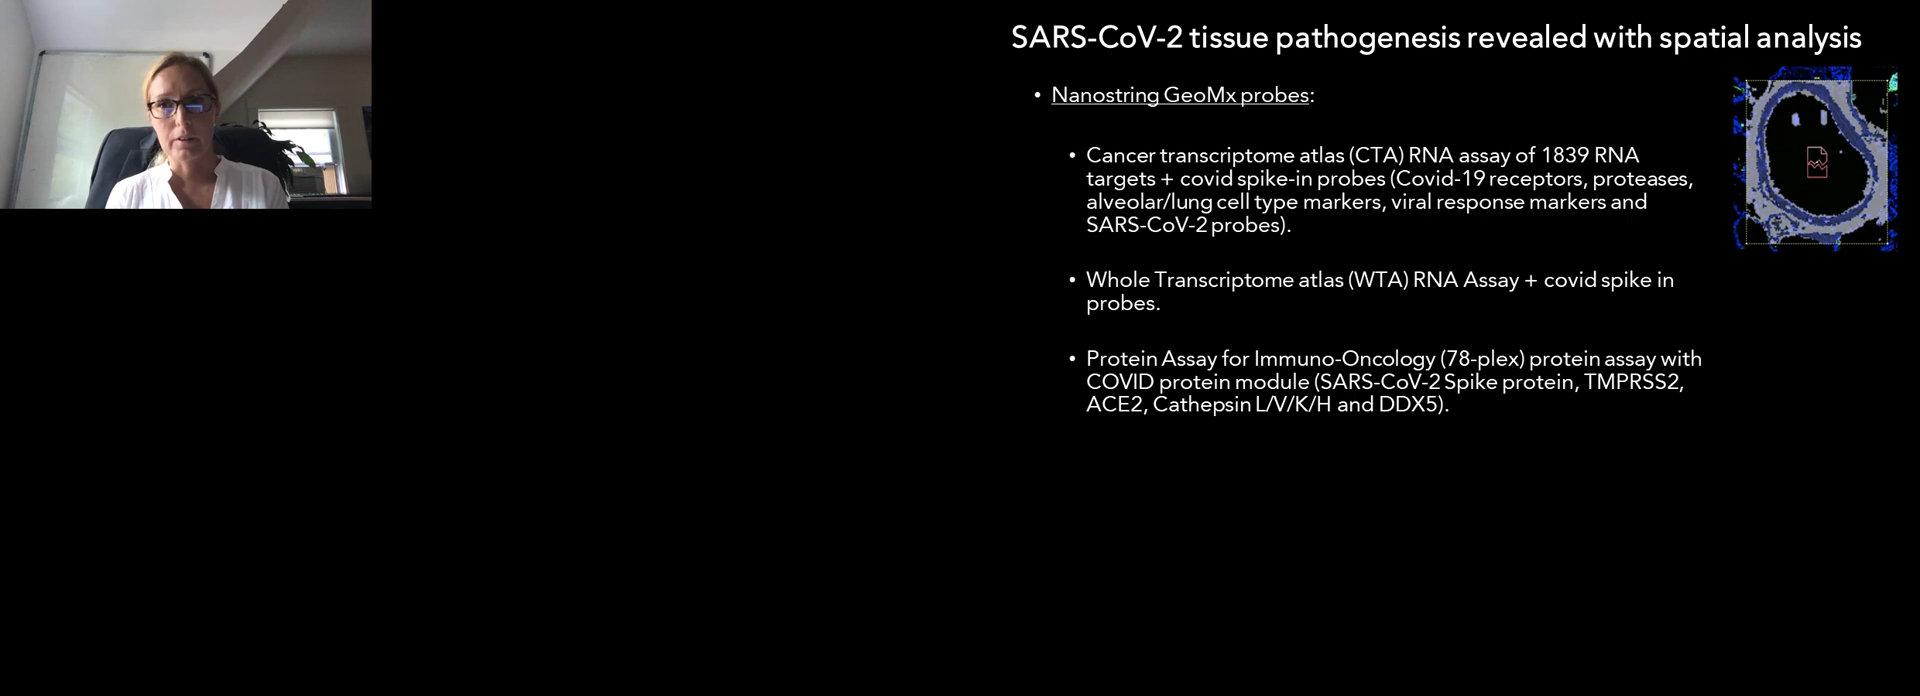 SARS-CoV-2 tissue pathogenesis revealed with spatial analysis
• Nanostring GeoMx probes:
• Cancer transcriptome atlas (CTA) RNA assay of 1839 RNA
targets + covid spike-in probes (Covid-19 receptors, proteases,
alveolar/lung cell type markers, viral response markers and
SARS-CoV-2 probes).
• Whole Transcriptome atlas (WTA) RNA Assay + covid spike in
probes.
• Protein Assay for Immuno-Oncology (78-plex) protein assay with
COVID protein module (SARS-CoV-2 Spike protein, TMPRSS2,
ACE2, Cathepsin L/V/K/H and DDX5).